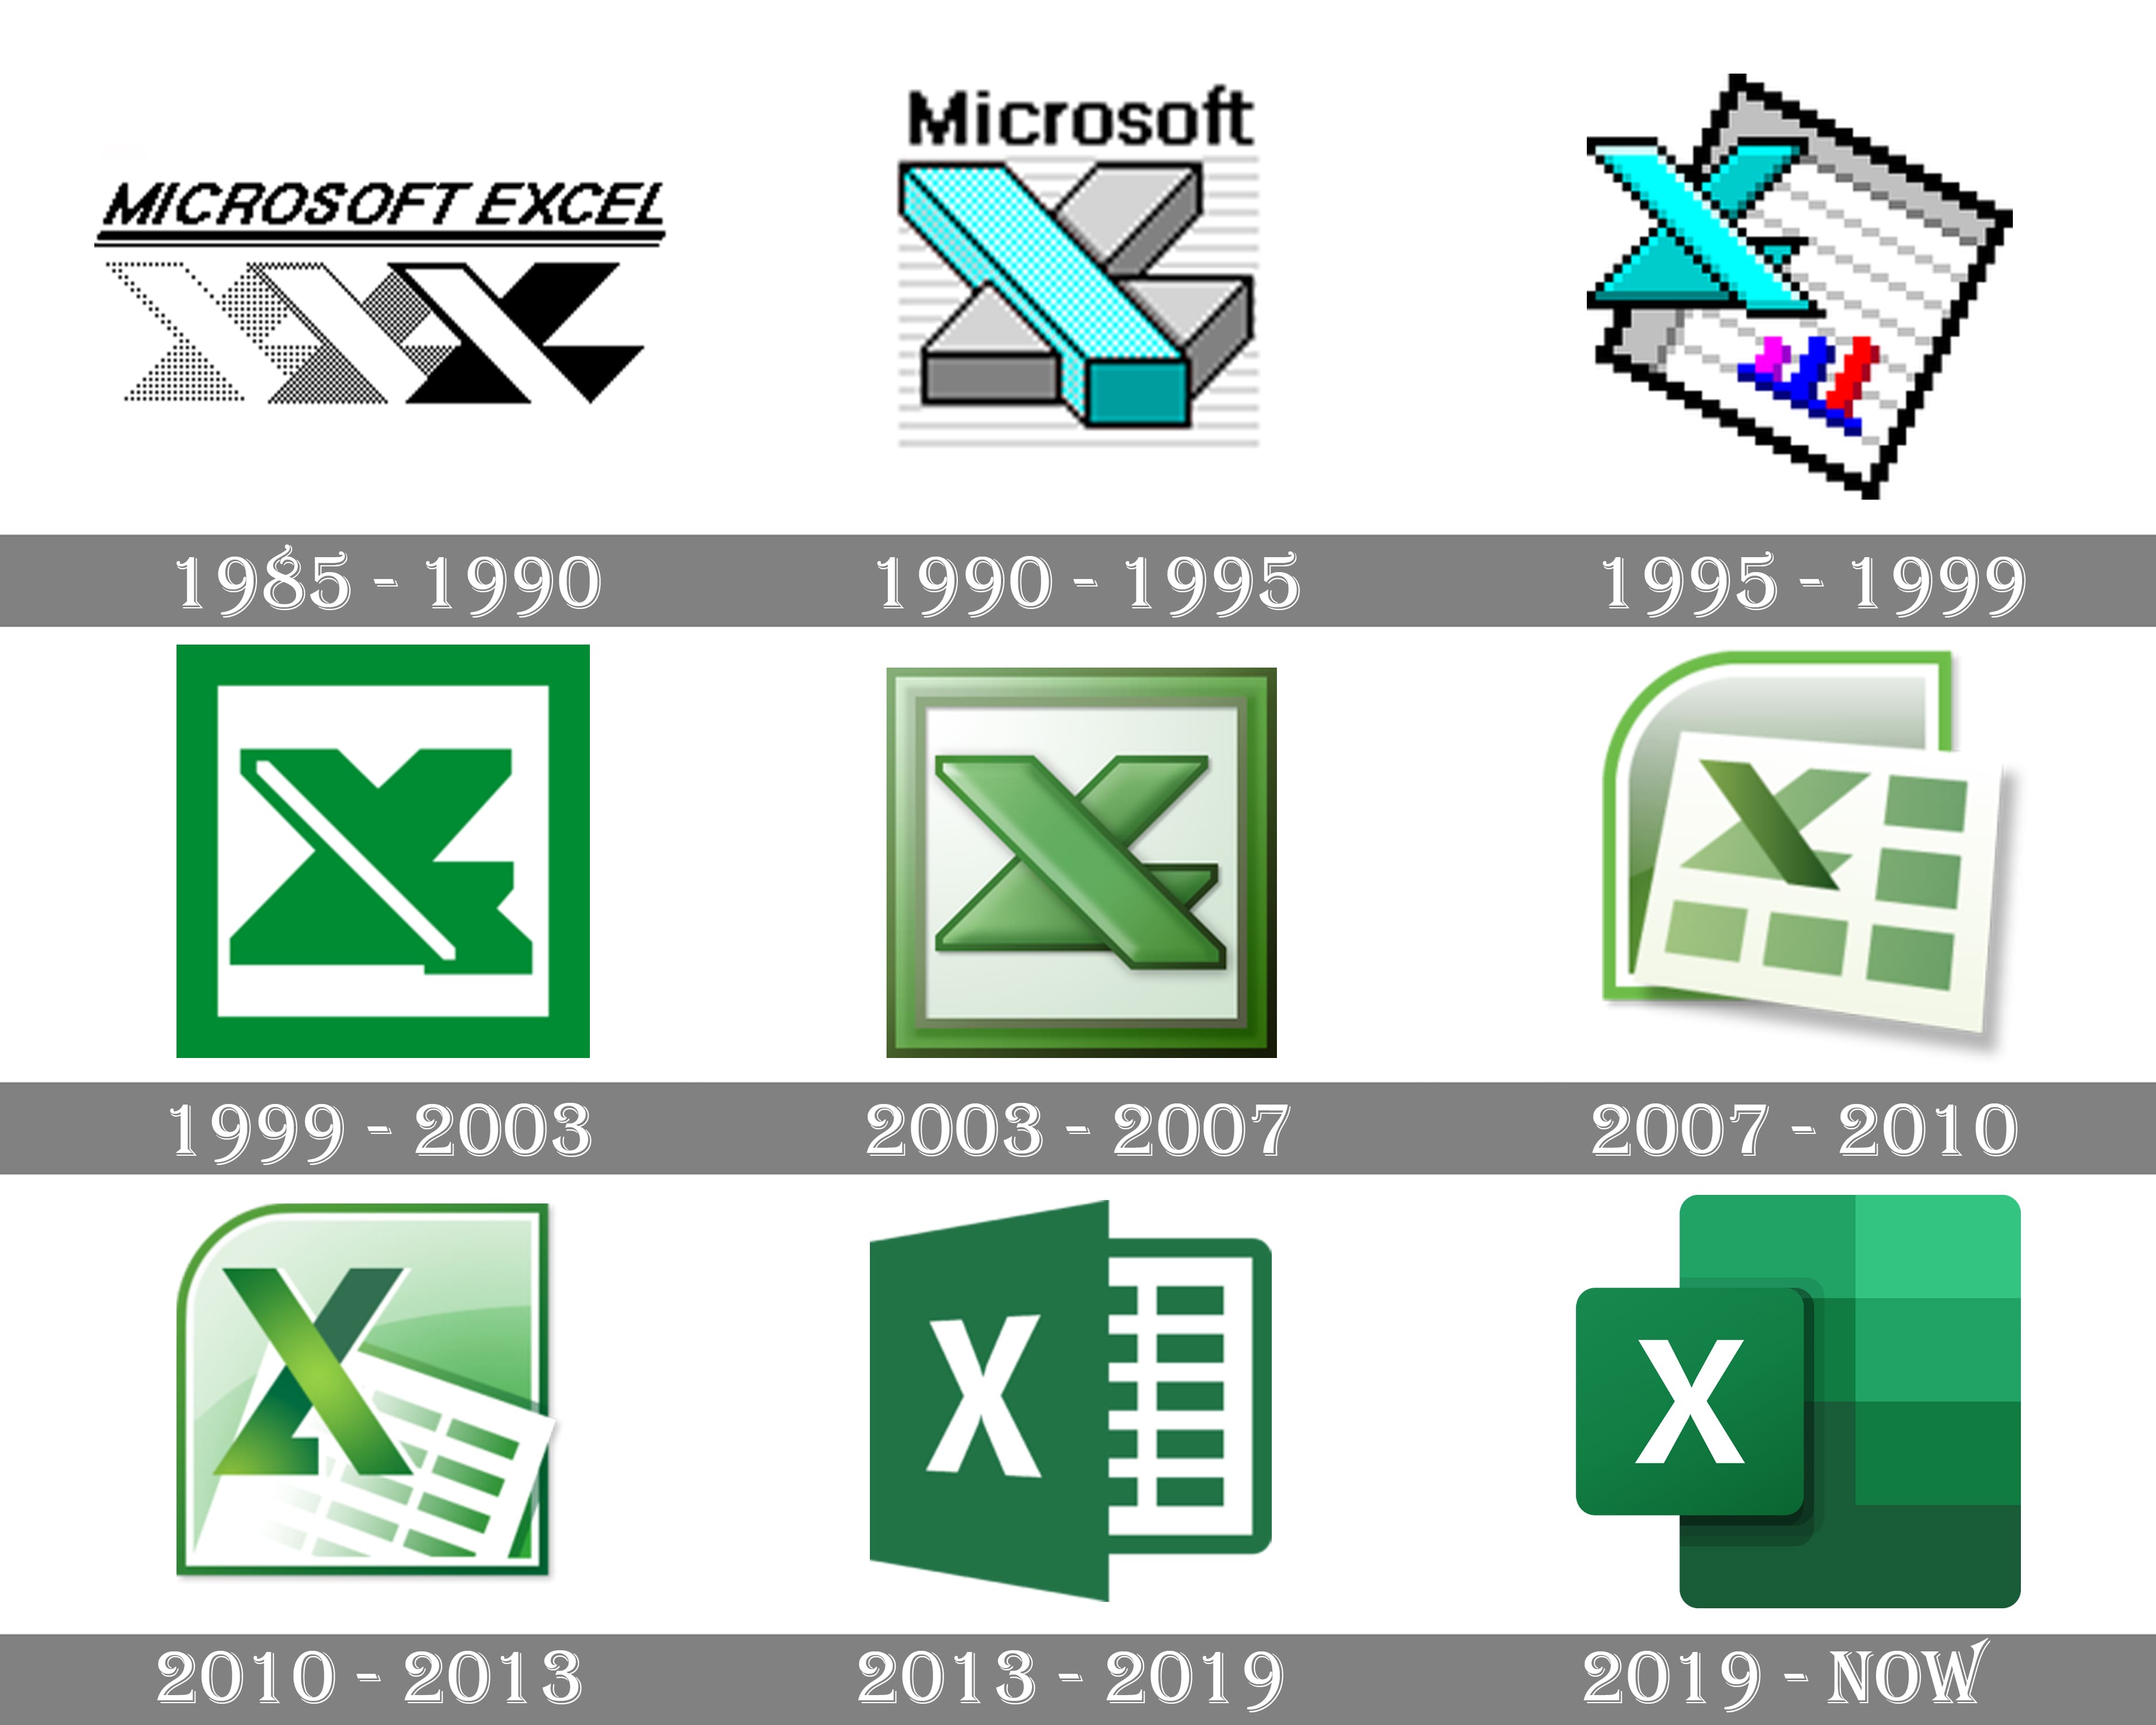 MICROSOFT EXCEL
Microsoft
1985 - 1990
1990 - 1995
1995 - 1999
1999 - 2003
2003 - 2007
2007 - 2010
X
X
2010 - 2013
2013 - 2019
2019 - NOW